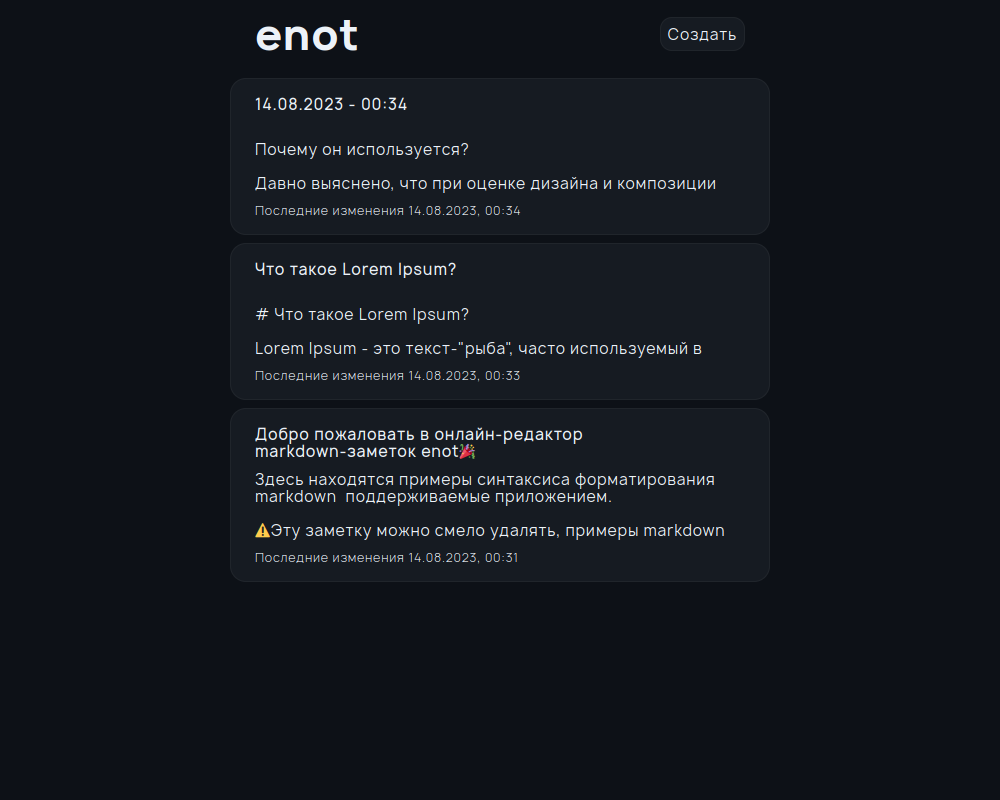 enot
Создать
14.08.2023 - 00:34
Почему он используется?
Давно выяснено, что при оценке дизайна и композиции
Последние изменения 14.08.2023, 00:34
Что такое Lorem Ipsum?
# Что такое Lorem Ipsum?
Lorem Ipsum - это текст-"рыба", часто используемый в
Последние изменения 14.08.2023, 00:33
Добро пожаловать в онлайн-редактор
markdown-заметок enot🎉
Здесь находятся примеры синтаксиса форматирования
markdown  поддерживаемые приложением.
⚠️Эту заметку можно смело удалять, примеры markdown
Последние изменения 14.08.2023, 00:31